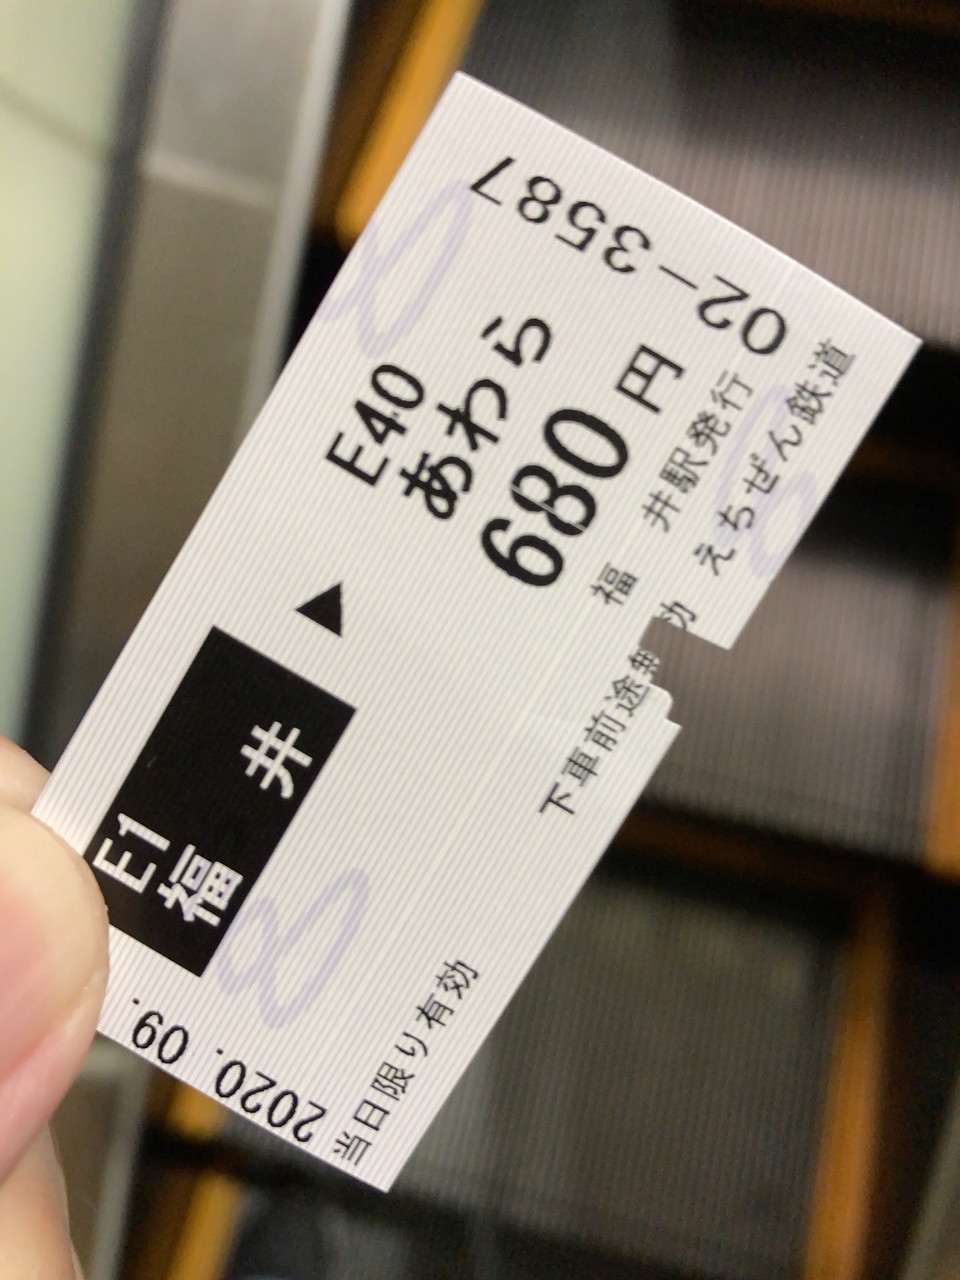 2020.09.
E1
福井
▶
E40
あわら
680円
02-3587
下車前途無効
福井駅発行
当日限り有効
えちぜん鉄道